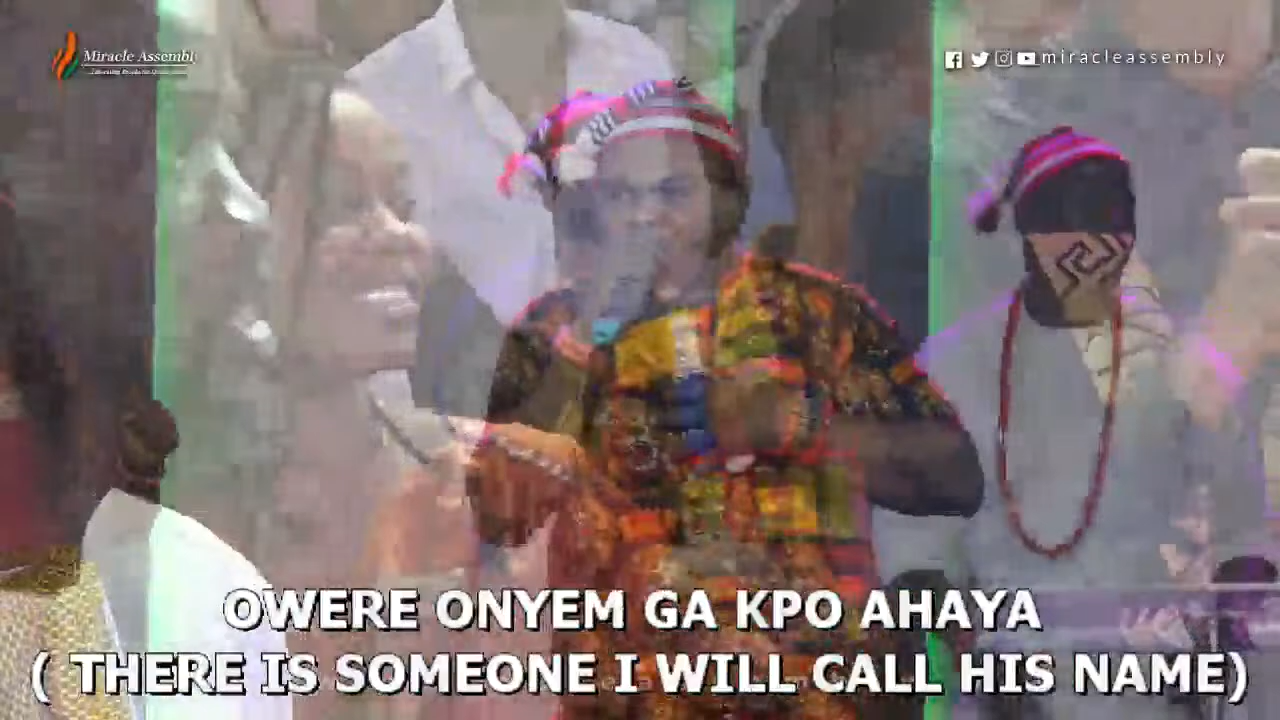 Miracle Assembly
miracleassembly
OWERE ONYEM GA KPO AHAYA
( THERE IS SOMEONE I WILL CALL HIS NAME)